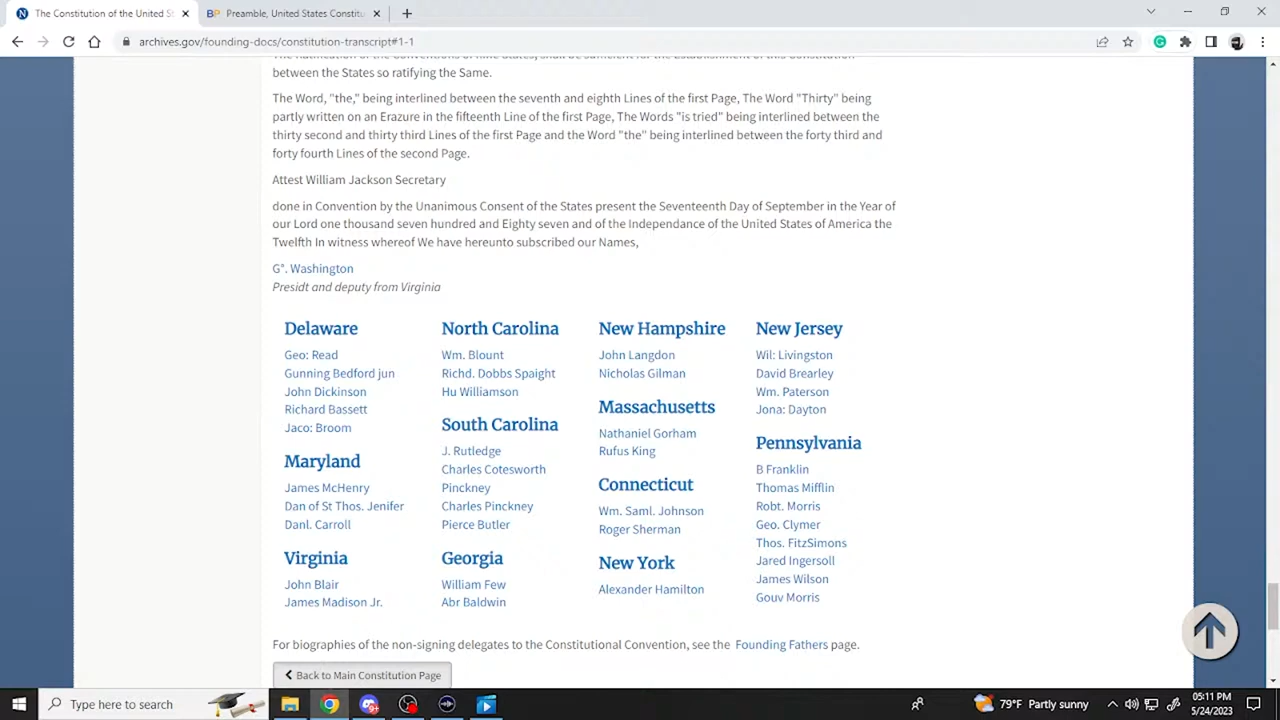 The Constitution of the United S
Preamble, United States Constitu
archives.gov/founding-docs/constitution-transcript#1-1
between the States so ratifying the Same.
The Word, "the," being interlined between the seventh and eighth Lines of the first Page, The Word "Thirty" being
partly written on an Erazure in the fifteenth Line of the first Page, The Words "is tried" being interlined between the
thirty second and thirty third Lines of the first Page and the Word "the" being interlined between the forty third and
forty fourth Lines of the second Page.
Attest William Jackson Secretary
done in Convention by the Unanimous Consent of the States present the Seventeenth Day of September in the Year of
our Lord one thousand seven hundred and Eighty seven and of the Independance of the United States of America the
Twelfth In witness whereof We have hereunto subscribed our Names,
G°. Washington
Presidt and deputy from Virginia
Delaware
Geo: Read
Gunning Bedford jun
John Dickinson
Richard Bassett
Jaco: Broom
Maryland
James McHenry
Dan of St Thos. Jenifer
Danl. Carroll
Virginia
John Blair
James Madison Jr.
North Carolina
Wm. Blount
Richd. Dobbs Spaight
Hu Williamson
South Carolina
J. Rutledge
Charles Cotesworth
Pinckney
Charles Pinckney
Pierce Butler
Georgia
William Few
Abr Baldwin
New Hampshire
John Langdon
Nicholas Gilman
Massachusetts
Nathaniel Gorham
Rufus King
Connecticut
Wm. Saml. Johnson
Roger Sherman
New York
Alexander Hamilton
New Jersey
Wil: Livingston
David Brearley
Wm. Paterson
Jona: Dayton
Pennsylvania
B Franklin
Thomas Mifflin
Robt. Morris
Geo. Clymer
Thos. FitzSimons
Jared Ingersoll
James Wilson
Gouv Morris
For biographies of the non-signing delegates to the Constitutional Convention, see the Founding Fathers page.
Back to Main Constitution Page
Type here to search
79°F Partly sunny
05:11 PM
5/24/2023